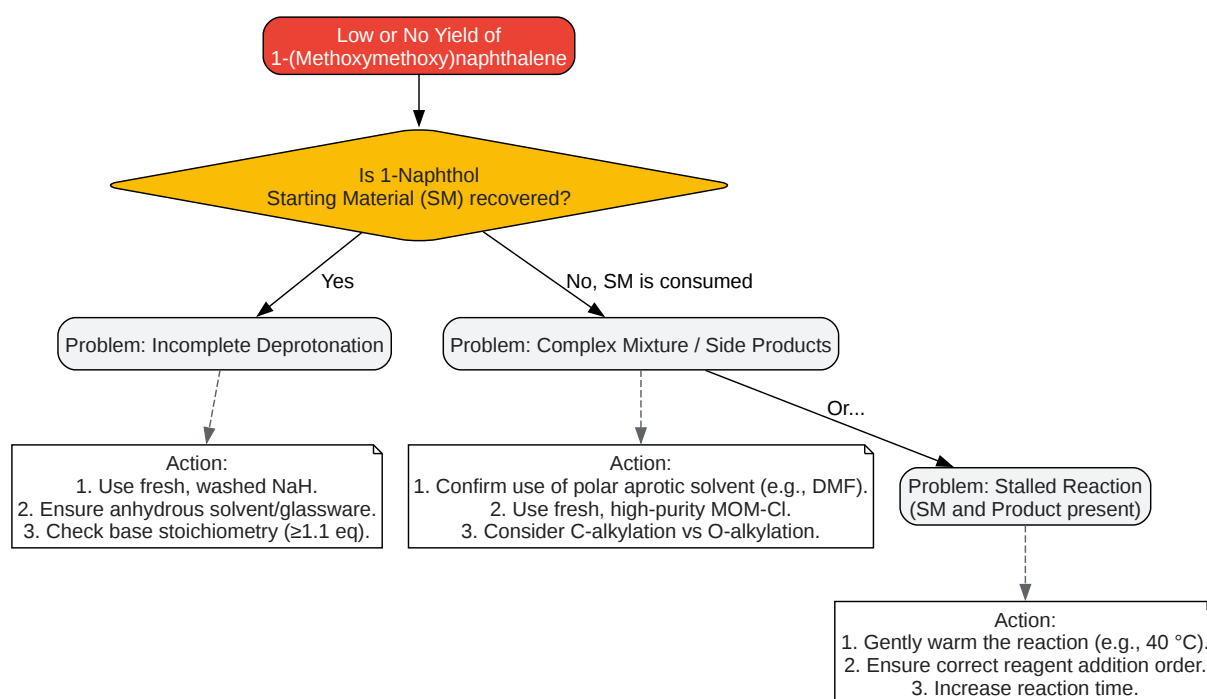 Low or No Yield of
1-(Methoxymethoxy)naphthalene
Is 1-Naphthol
Starting Material (SM) recovered?
Yes
No, SM is consumed
Problem: Incomplete Deprotonation
Problem: Complex Mixture / Side Products
Or...
Action:
1. Use fresh, washed NaH.
2. Ensure anhydrous solvent/glassware.
3. Check base stoichiometry (≥1.1 eq).
Action:
1. Confirm use of polar aprotic solvent (e.g., DMF).
2. Use fresh, high-purity MOM-Cl.
3. Consider C-alkylation vs O-alkylation.
Problem: Stalled Reaction
(SM and Product present)
Action:
1. Gently warm the reaction (e.g., 40 °C).
2. Ensure correct reagent addition order.
3. Increase reaction time.